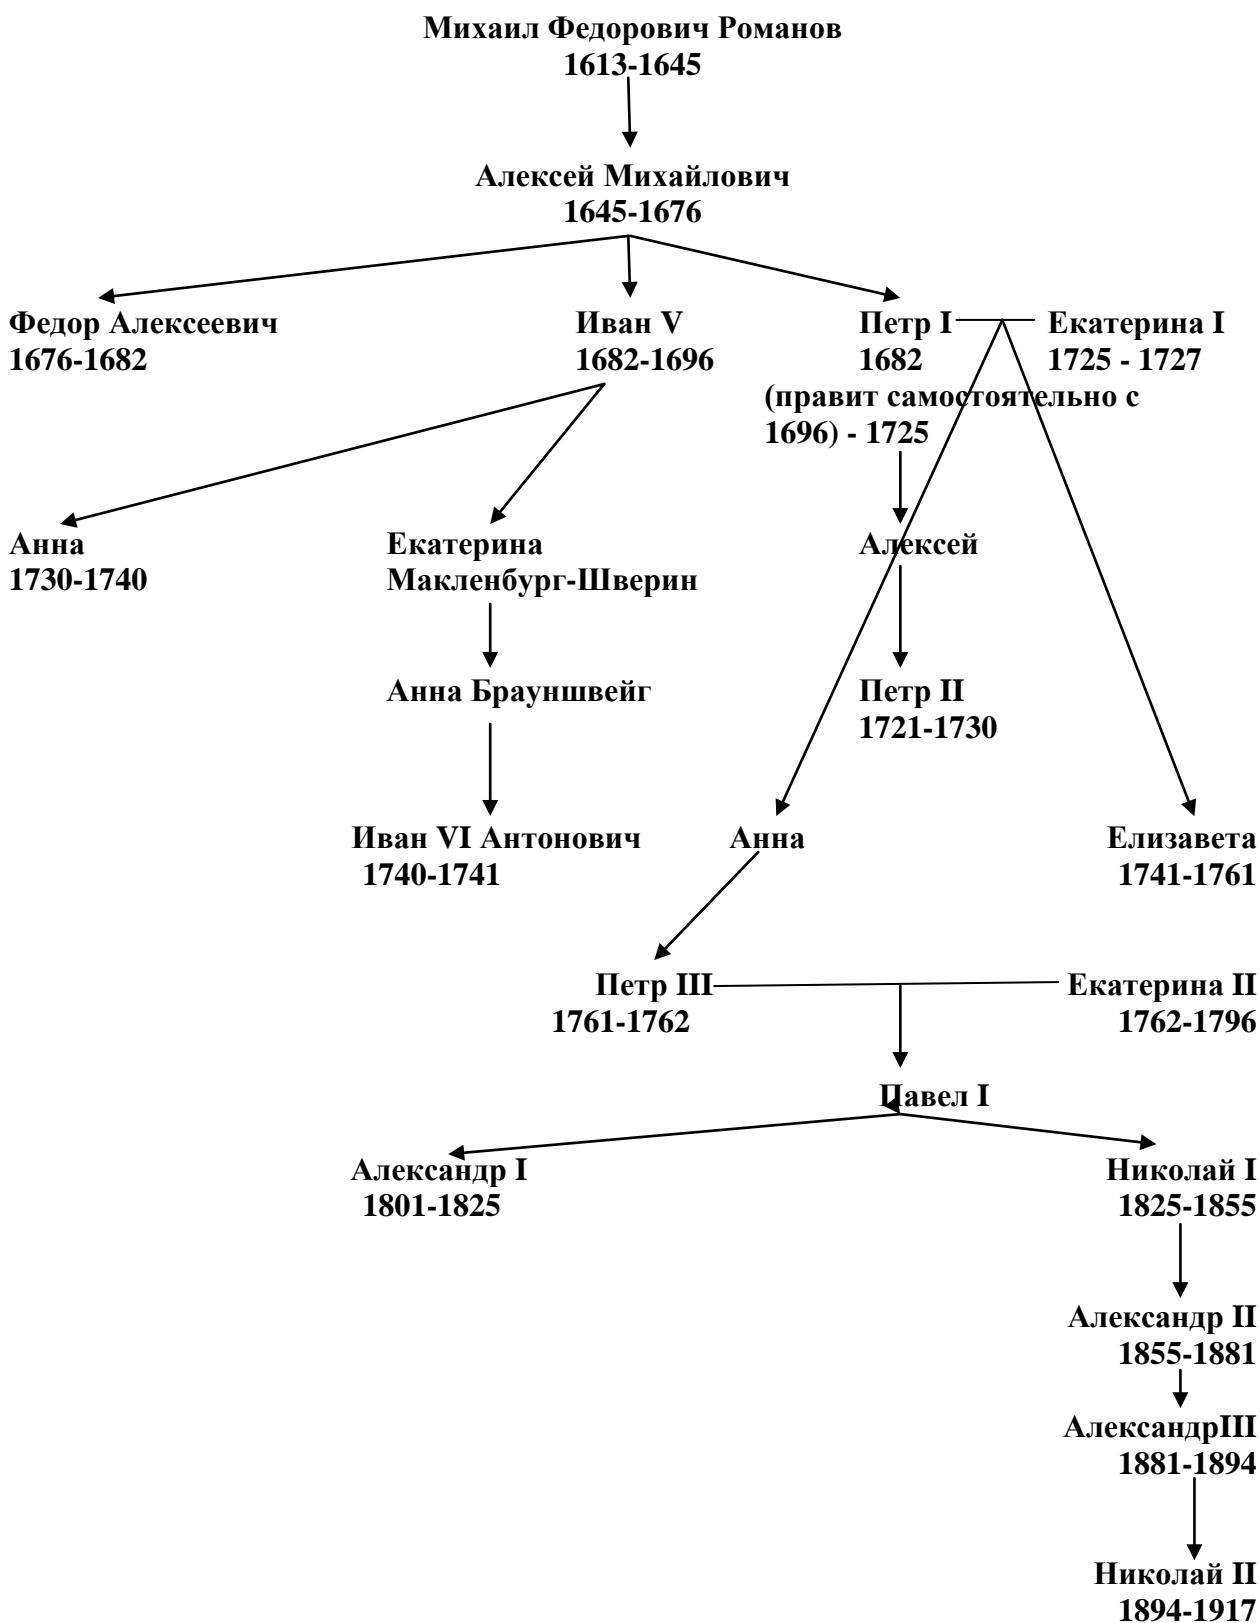 Михаил Федорович Романов
1613-1645
Алексей Михайлович
1645-1676
Федор Алексеевич
1676-1682
Иван V
1682-1696
Петр I
1682
(правит самостоятельно с
1696) - 1725
Екатерина I
1725 - 1727
Анна
1730-1740
Екатерина
Макленбург-Шверин
Алексей
Анна Брауншвейг
Петр II
1721-1730
Иван VI Антонович
1740-1741
Анна
Елизавета
1741-1761
Петр III
1761-1762
Екатерина II
1762-1796
Павел I
Александр I
1801-1825
Николай I
1825-1855
Александр II
1855-1881
АлександрIII
1881-1894
Николай II
1894-1917